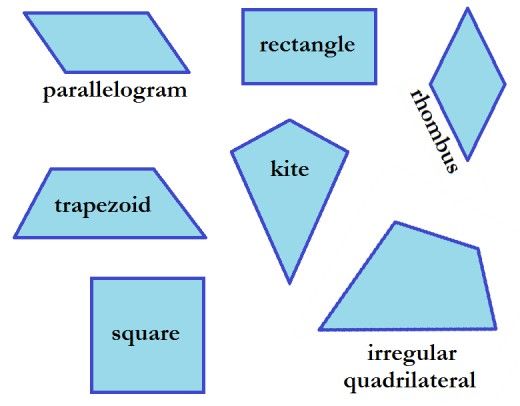 parallelogram
rectangle
rhombus
trapezoid
kite
square
irregular
quadrilateral